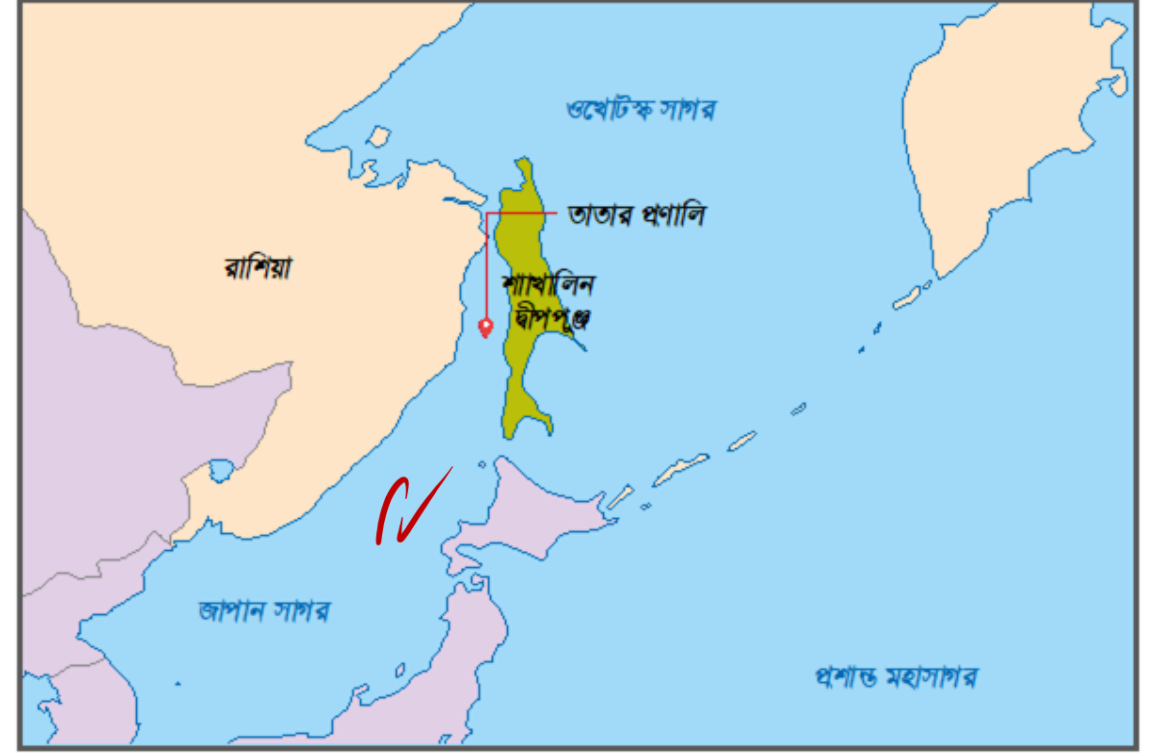 ওখোটস্ক সাগর
তাতার প্রণালি
রাশিয়া
শাখালিন
দ্বীপপুঞ্জ
জাপান সাগর
প্রশান্ত মহাসাগর